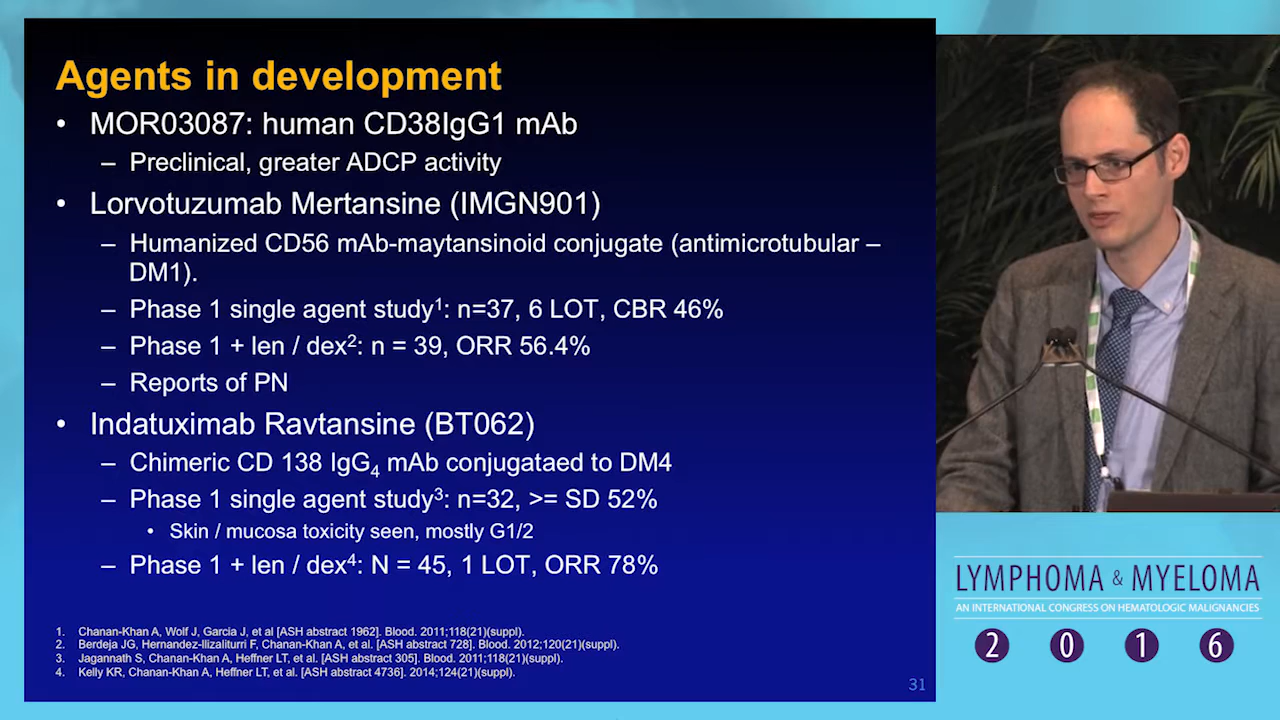 Agents in development
• MOR03087: human CD38IgG1 mAb
– Preclinical, greater ADCP activity
• Lorvotuzumab Mertansine (IMGN901)
– Humanized CD56 mAb-maytansinoid conjugate (antimicrotubular –
DM1).
– Phase 1 single agent study¹: n=37, 6 LOT, CBR 46%
– Phase 1 + len / dex²: n = 39, ORR 56.4%
– Reports of PN
• Indatuximab Ravtansine (BT062)
– Chimeric CD 138 IgG₄ mAb conjugataed to DM4
– Phase 1 single agent study³: n=32, >= SD 52%
• Skin / mucosa toxicity seen, mostly G1/2
– Phase 1 + len / dex⁴: N = 45, 1 LOT, ORR 78%
1. Chanan-Khan A, Wolf J, Garcia J, et al [ASH abstract 1962]. Blood. 2011;118(21)(suppl).
2. Berdeja JG, Hernandez-Ilizaliturri F, Chanan-Khan A, et al. [ASH abstract 728]. Blood. 2012;120(21)(suppl).
3. Jagannath S, Chanan-Khan A, Heffner LT, et al. [ASH abstract 305]. Blood. 2011;118(21)(suppl).
4. Kelly KR, Chanan-Khan A, Heffner LT, et al. [ASH abstract 4736]. 2014;124(21)(suppl).
31
LYMPHOMA & MYELOMA
AN INTERNATIONAL CONGRESS ON HEMATOLOGIC MALIGNANCIES
2 0 1 6